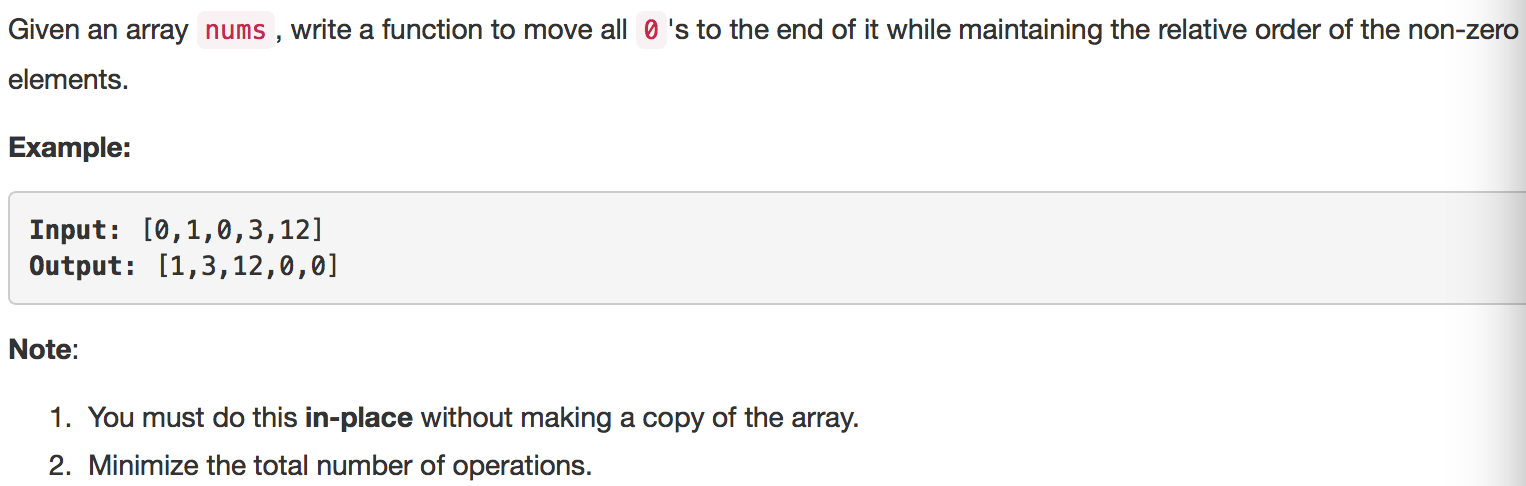 Given an array nums, write a function to move all 0's to the end of it while maintaining the relative order of the non-zero
elements.
Example:
Input: [0,1,0,3,12]
Output: [1,3,12,0,0]
Note:
1. You must do this in-place without making a copy of the array.
2. Minimize the total number of operations.